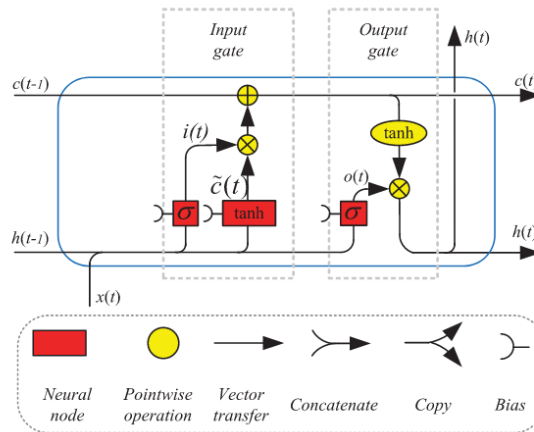 Input
gate
Output
gate
h(t)
c(t-1)
c(t)
i(t)
tanh
c̃(t)
o(t)
σ
tanh
σ
h(t-1)
h(t)
x(t)
Neural
node
Pointwise
operation
Vector
transfer
Concatenate
Copy
Bias